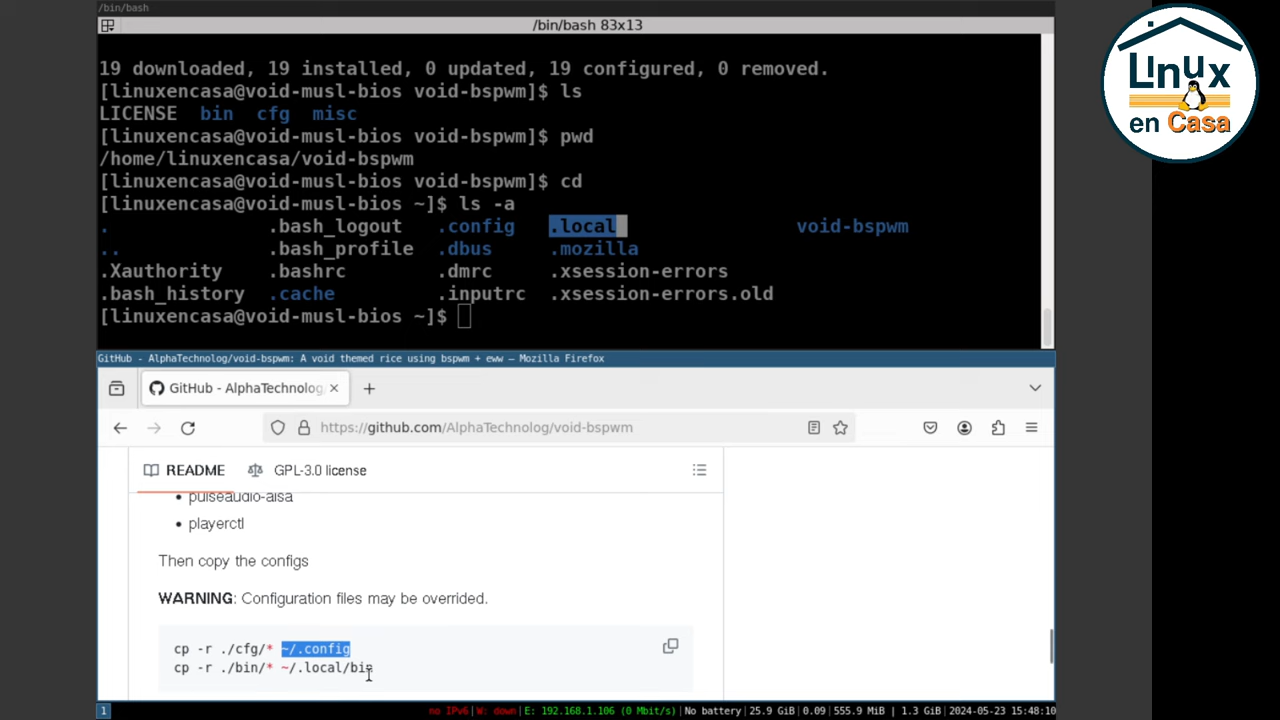 /bin/bash
/bin/bash 83x13
19 downloaded, 19 installed, 0 updated, 19 configured, 0 removed.
[linuxencasa@void-musl-bios void-bspwm]$ ls
LICENSE bin cfg misc
[linuxencasa@void-musl-bios void-bspwm]$ pwd
/home/linuxencasa/void-bspwm
[linuxencasa@void-musl-bios void-bspwm]$ cd
[linuxencasa@void-musl-bios ~]$ ls -a
. .bash_logout .config .local void-bspwm
.. .bash_profile .dbus .mozilla
.Xauthority .bashrc .dmrc .xsession-errors
.bash_history .cache .inputrc .xsession-errors.old
[linuxencasa@void-musl-bios ~]$
GitHub - AlphaTechnolog/void-bspwm: A void themed rice using bspwm + eww — Mozilla Firefox
GitHub - AlphaTechnolog
https://github.com/AlphaTechnolog/void-bspwm
README GPL-3.0 license
pulseaudio-alsa
playerctl
Then copy the configs
WARNING: Configuration files may be overrided.
cp -r ./cfg/* ~/.config
cp -r ./bin/* ~/.local/bin
1 no IPv6|W: down|E: 192.168.1.106 (0 Mbit/s)|No battery|25.9 GiB|0.09|555.9 MiB | 1.3 GiB|2024-05-23 15:48:10
Linux
en Casa